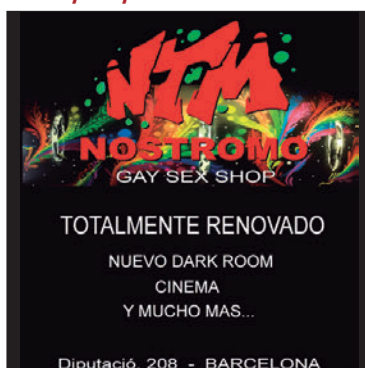 NTM
NOSTROMO
GAY SEX SHOP
TOTALMENTE RENOVADO
NUEVO DARK ROOM
CINEMA
Y MUCHO MAS...
Diputació, 208 - BARCELONA